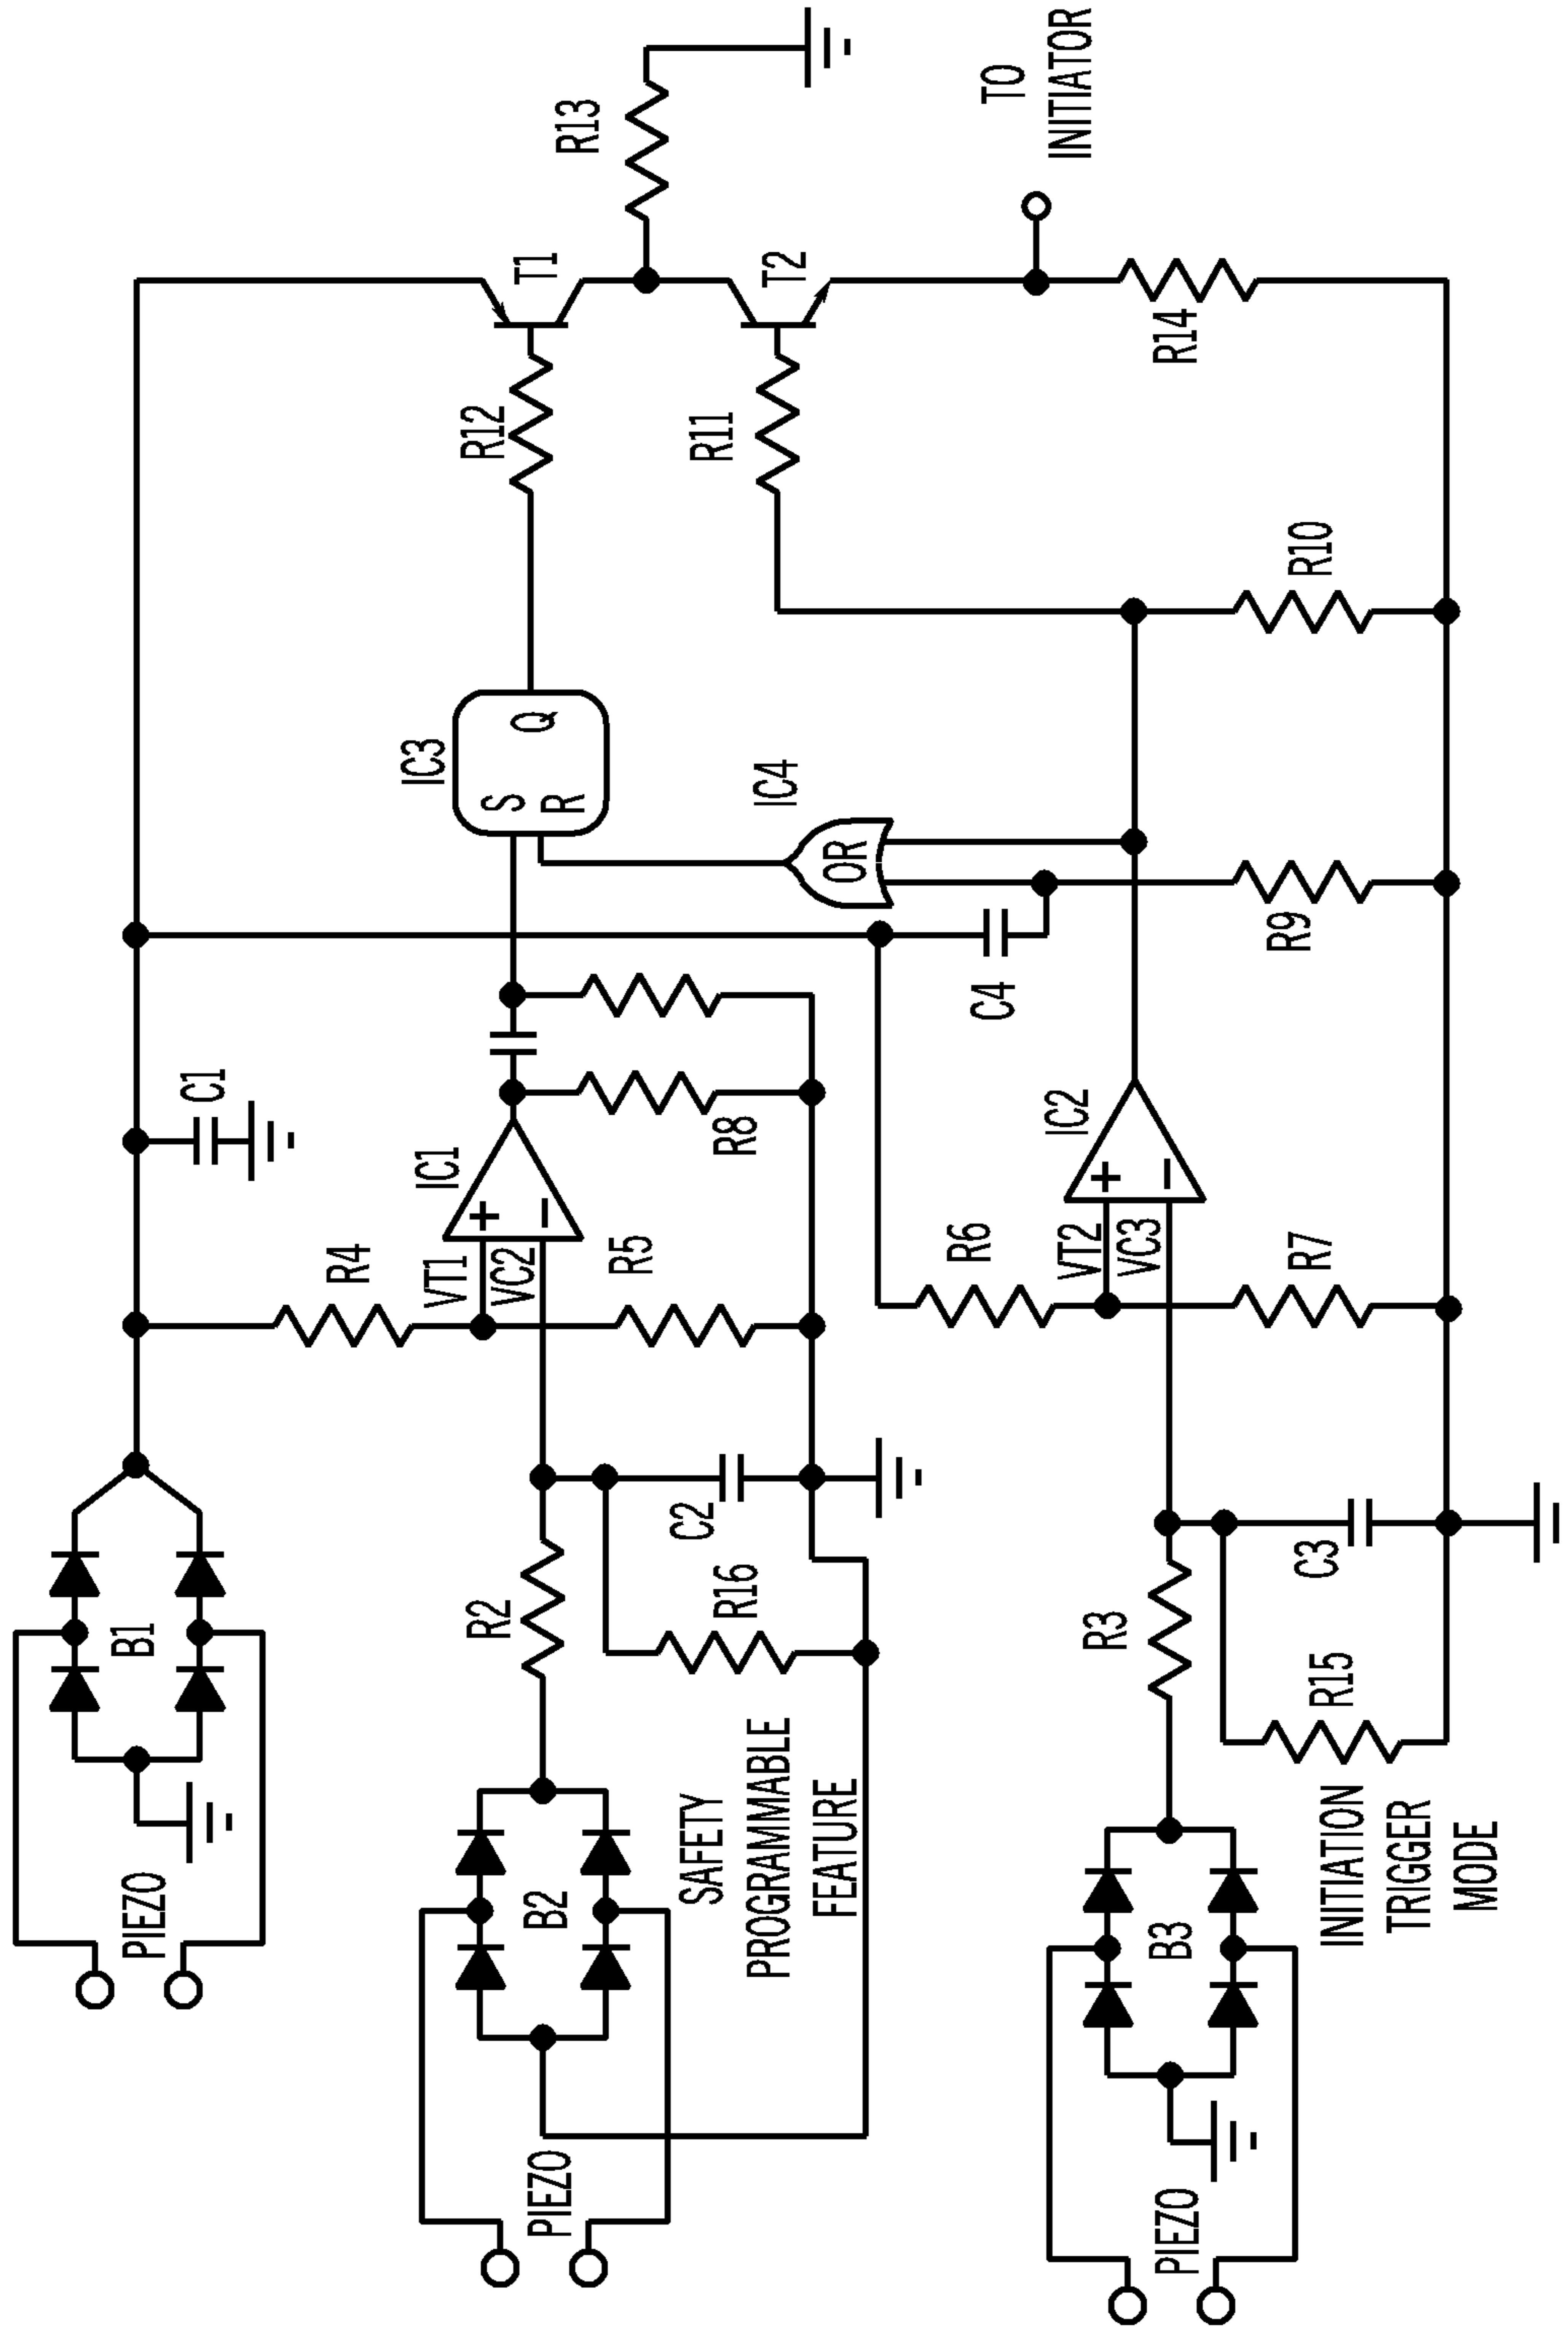 PIEZO
B1
C1
R4
VT1
VC2
IC1
R5
R8
IC3
S
Q
R
R12
T1
R13
PIEZO
B2
R2
R16
C2
SAFETY
PROGRAMMABLE
FEATURE
IC4
OR
C4
R9
R11
T2
TO
INITIATOR
R14
R10
R6
VT2
VC3
IC2
R7
PIEZO
B3
R3
R15
C3
INITIATION
TRIGGER
MODE